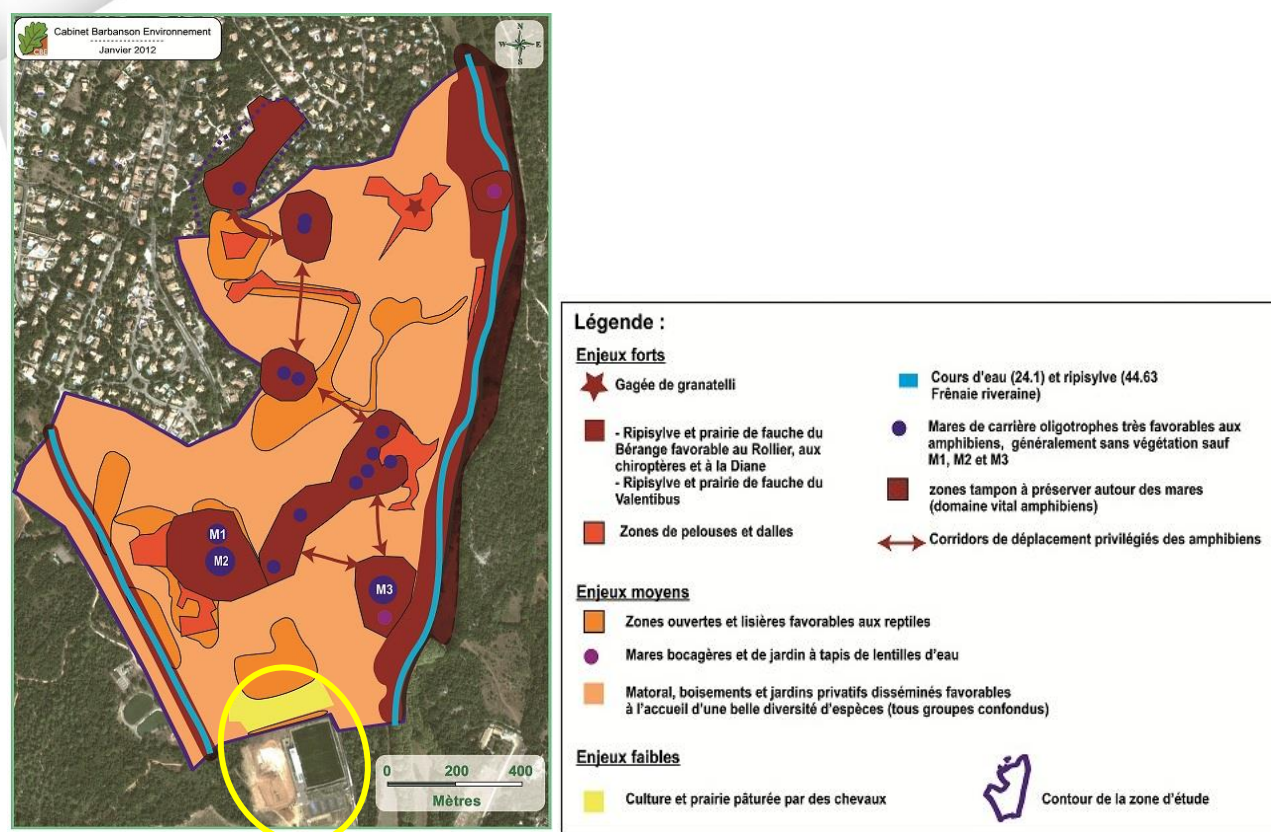 Cabinet Barbanson Environnement
Janvier 2012
CBE
N
W E
S
M1
M2
M3
0 200 400
Mètres
Légende :
Enjeux forts
Gagée de granatelli
- Ripisylve et prairie de fauche du
Bérange favorable au Rollier, aux
chiroptères et à la Diane
- Ripisylve et prairie de fauche du
Valentibus
Zones de pelouses et dalles
Cours d'eau (24.1) et ripisylve (44.63
Frênaie riveraine)
Mares de carrière oligotrophes très favorables aux
amphibiens, généralement sans végétation sauf
M1, M2 et M3
zones tampon à préserver autour des mares
(domaine vital amphibiens)
Corridors de déplacement privilégiés des amphibiens
Enjeux moyens
Zones ouvertes et lisières favorables aux reptiles
Mares bocagères et de jardin à tapis de lentilles d'eau
Matoral, boisements et jardins privatifs disséminés favorables
à l'accueil d'une belle diversité d'espèces (tous groupes confondus)
Enjeux faibles
Culture et prairie pâturée par des chevaux
Contour de la zone d'étude